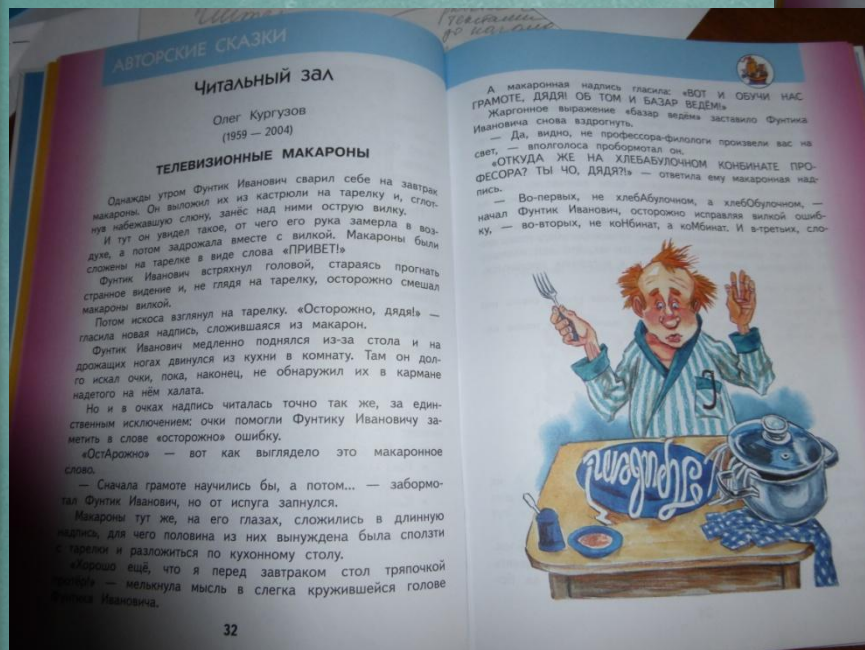 Штал
текстами
АВТОРСКИЕ СКАЗКИ
Читальный зал
Олег Кургузов
(1959 — 2004)
ТЕЛЕВИЗИОННЫЕ МАКАРОНЫ
Однажды утром Фунтик Иванович сварил себе на завтрак
макароны. Он выложил их из кастрюли на тарелку и, сглот-
нув набежавшую слюну, занёс над ними острую вилку.
И тут он увидел такое, от чего его рука замерла в воз-
духе, а потом задрожала вместе с вилкой. Макароны были
сложены на тарелке в виде слова «ПРИВЕТ!»
Фунтик Иванович встряхнул головой, стараясь прогнать
странное видение и, не глядя на тарелку, осторожно смешал
макароны вилкой.
Потом искоса взглянул на тарелку. «Осторожно, дядя!» —
гласила новая надпись, сложившаяся из макарон.
Фунтик Иванович медленно поднялся из-за стола и на
дрожащих ногах двинулся из кухни в комнату. Там он дол-
го искал очки, пока, наконец, не обнаружил их в кармане
надетого на нём халата.
Но и в очках надпись читалась точно так же, за един-
ственным исключением: очки помогли Фунтику Ивановичу за-
метить в слове «осторожно» ошибку.
«ОстАрожно» — вот как выглядело это макаронное
слово.
— Сначала грамоте научились бы, а потом... — забормо-
тал Фунтик Иванович, но от испуга запнулся.
Макароны тут же, на его глазах, сложились в длинную
надпись, для чего половина из них вынуждена была сползти
с тарелки и разложиться по кухонному столу.
«Хорошо ещё, что я перед завтраком стол тряпочкой
протёр!» — мелькнула мысль в слегка кружившейся голове
Фунтика Ивановича.
32
А макаронная надпись гласила: «ВОТ И ОБУЧИ НАС
ГРАМОТЕ, ДЯДЯ! ОБ ТОМ И БАЗАР ВЕДЁМ!»
Жаргонное выражение «базар ведём» заставило Фунтика
Ивановича снова вздрогнуть.
— Да, видно, не профессора-филологи произвели вас на
свет, — вполголоса пробормотал он.
«ОТКУДА ЖЕ НА ХЛЕБАБУЛОЧНОМ КОНБИНАТЕ ПРО-
ФЕСОРА? ТЫ ЧО, ДЯДЯ?!» — ответила ему макаронная над-
пись.
— Во-первых, не хлебАбулочном, а хлебОбулочном, —
начал Фунтик Иванович, осторожно исправляя вилкой ошиб-
ку, — во-вторых, не коНбинат, а коМбинат. И в-третьих, сло-
Привет!